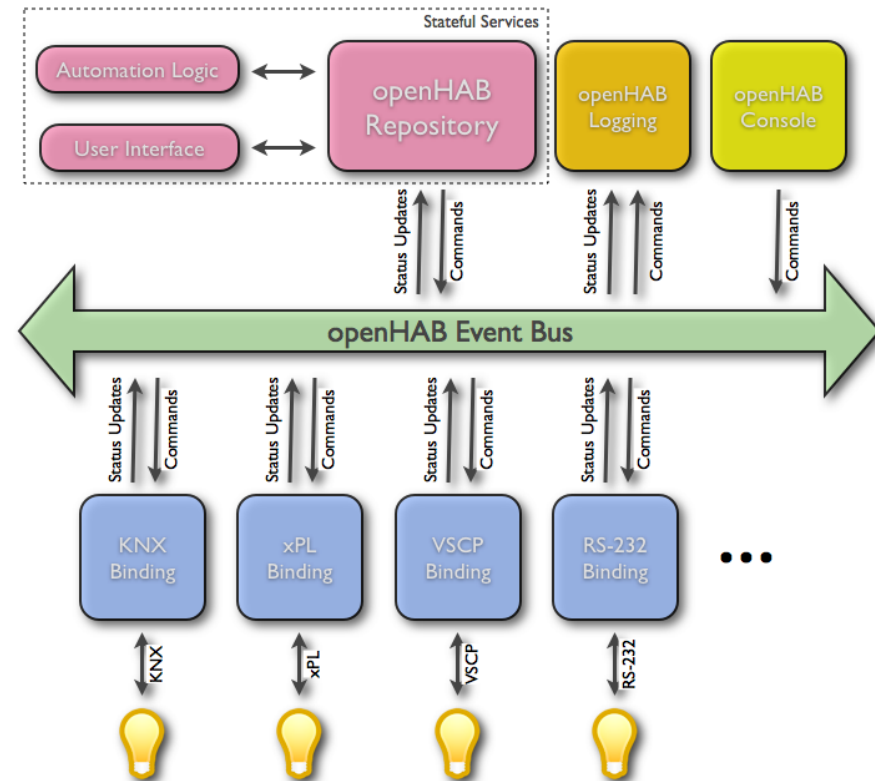 Stateful Services
Automation Logic
User Interface
openHAB
Repository
openHAB
Logging
openHAB
Console
Status Updates
Commands
Status Updates
Commands
Commands
openHAB Event Bus
Status Updates
Commands
Status Updates
Commands
Status Updates
Commands
Status Updates
Commands
KNX
Binding
xPL
Binding
VSCP
Binding
RS-232
Binding
...
KNX
xPL
VSCP
RS-232